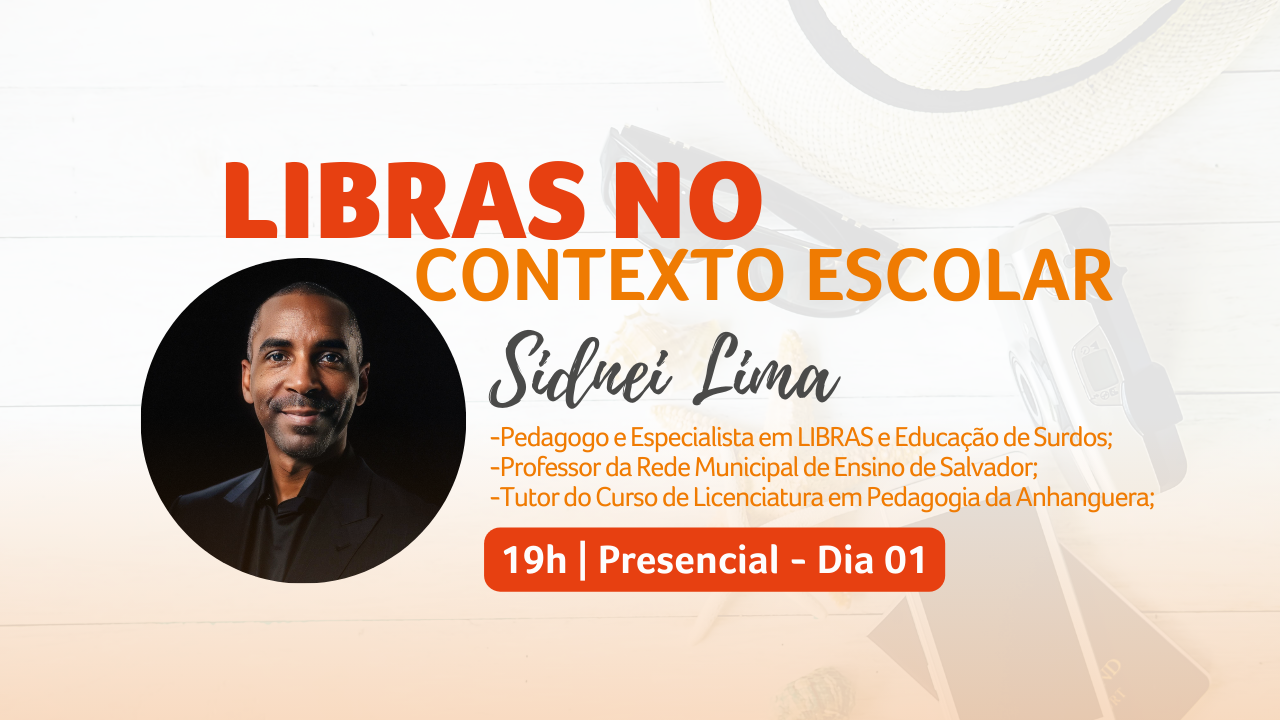 LIBRAS NO
CONTEXTO ESCOLAR
Sidnei Lima
-Pedagogo e Especialista em LIBRAS e Educação de Surdos;
-Professor da Rede Municipal de Ensino de Salvador;
-Tutor do Curso de Licenciatura em Pedagogia da Anhanguera;
19h | Presencial - Dia 01